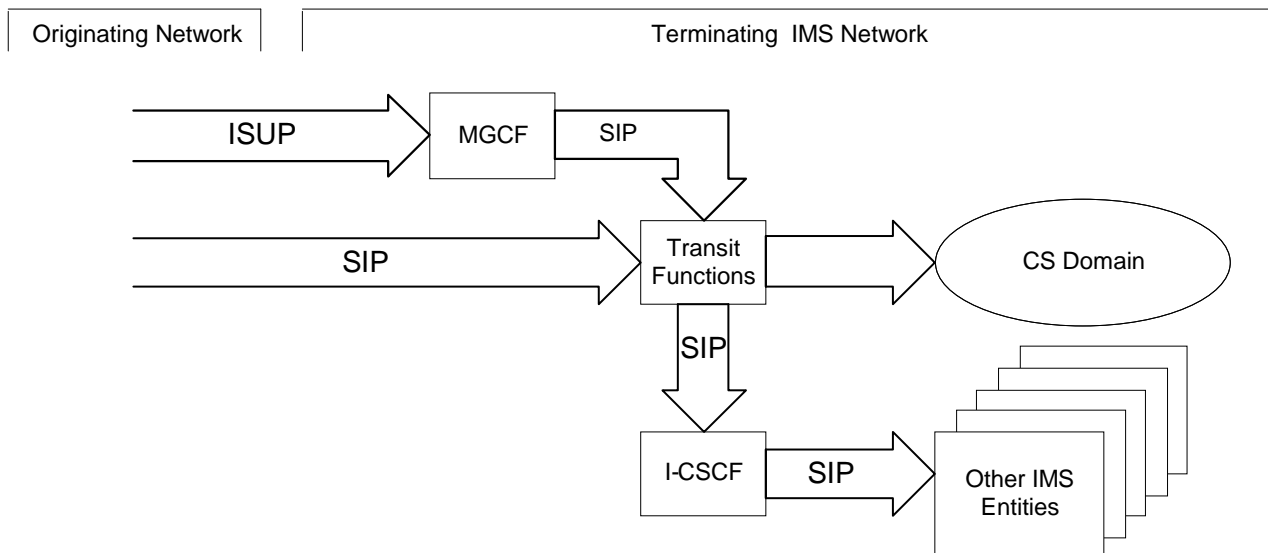 Originating Network
Terminating IMS Network
ISUP
MGCF
SIP
SIP
Transit
Functions
CS Domain
SIP
I-CSCF
SIP
Other IMS
Entities